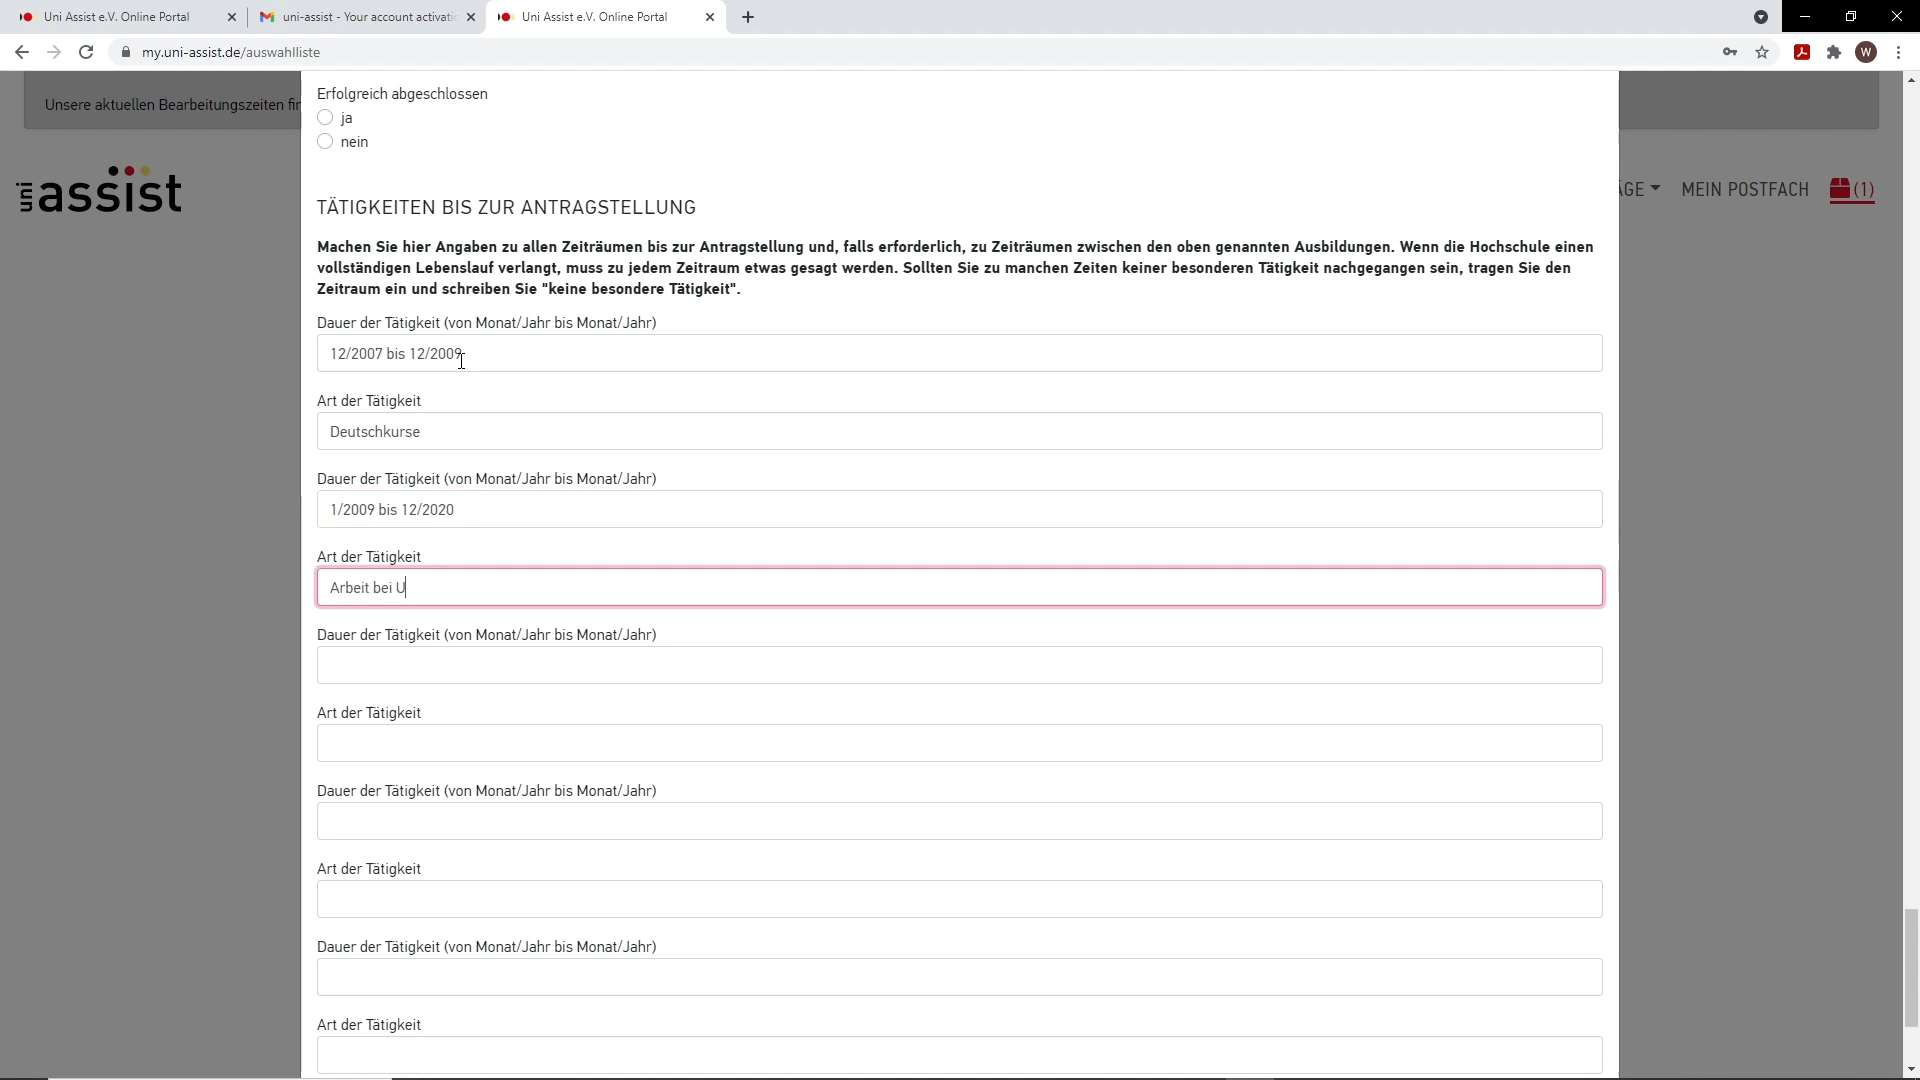 Uni Assist e.V. Online Portal
uni-assist - Your account activatio
Uni Assist e.V. Online Portal
my.uni-assist.de/auswahlliste
W
Unsere aktuellen Bearbeitungszeiten fin
Erfolgreich abgeschlossen
ja
nein
uni assist
ÄGE
MEIN POSTFACH
(1)
TÄTIGKEITEN BIS ZUR ANTRAGSTELLUNG
Machen Sie hier Angaben zu allen Zeiträumen bis zur Antragstellung und, falls erforderlich, zu Zeiträumen zwischen den oben genannten Ausbildungen. Wenn die Hochschule einen
vollständigen Lebenslauf verlangt, muss zu jedem Zeitraum etwas gesagt werden. Sollten Sie zu manchen Zeiten keiner besonderen Tätigkeit nachgegangen sein, tragen Sie den
Zeitraum ein und schreiben Sie "keine besondere Tätigkeit".
Dauer der Tätigkeit (von Monat/Jahr bis Monat/Jahr)
12/2007 bis 12/2009
Art der Tätigkeit
Deutschkurse
Dauer der Tätigkeit (von Monat/Jahr bis Monat/Jahr)
1/2009 bis 12/2020
Art der Tätigkeit
Arbeit bei U
Dauer der Tätigkeit (von Monat/Jahr bis Monat/Jahr)
Art der Tätigkeit
Dauer der Tätigkeit (von Monat/Jahr bis Monat/Jahr)
Art der Tätigkeit
Dauer der Tätigkeit (von Monat/Jahr bis Monat/Jahr)
Art der Tätigkeit